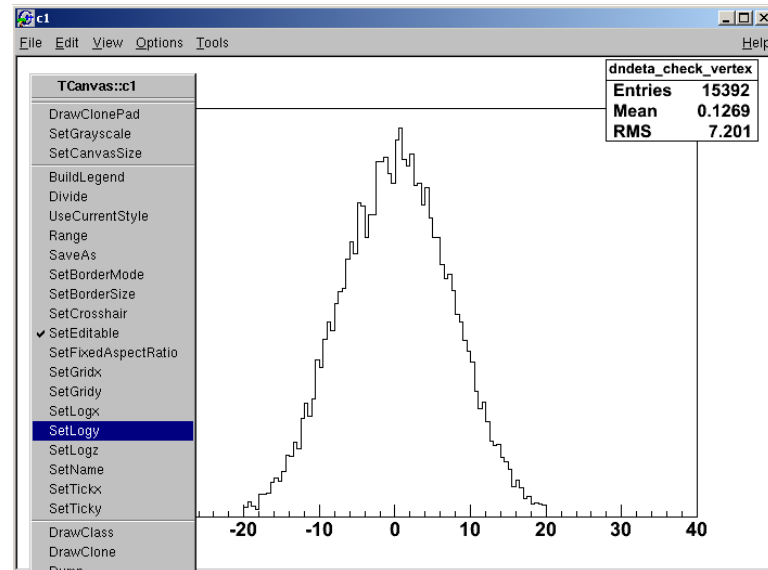 c1
File Edit View Options Tools Help
TCanvas::c1
DrawClonePad
SetGrayscale
SetCanvasSize
BuildLegend
Divide
UseCurrentStyle
Range
SaveAs
SetBorderMode
SetBorderSize
SetCrosshair
SetEditable
SetFixedAspectRatio
SetGridx
SetGridy
SetLogx
SetLogy
SetLogz
SetName
SetTickx
SetTicky
DrawClass
DrawClone
dndeta_check_vertex
Entries 15392
Mean 0.1269
RMS 7.201
-20 -10 0 10 20 30 40